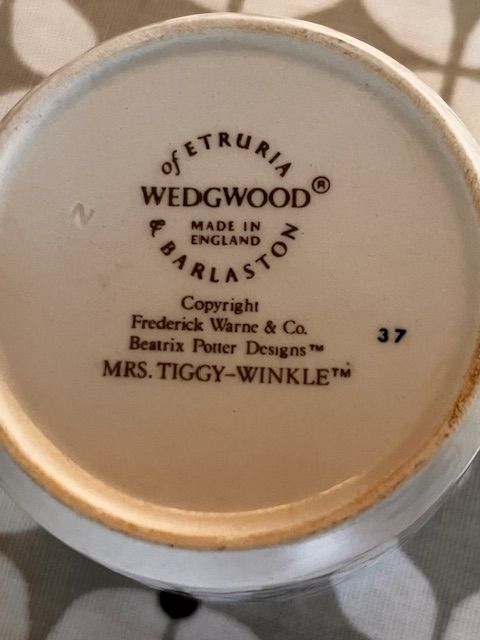 of ETRURIA
WEDGWOOD®
MADE IN
ENGLAND
& BARLASTON
Copyright
Frederick Warne & Co.
Beatrix Potter Designs™
MRS. TIGGY-WINKLE™
37
N